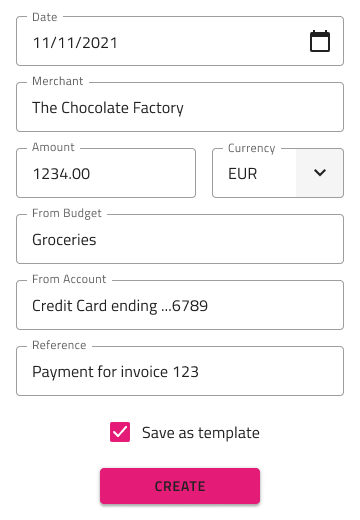 Date
11/11/2021
Merchant
The Chocolate Factory
Amount
1234.00
Currency
EUR
From Budget
Groceries
From Account
Credit Card ending ...6789
Reference
Payment for invoice 123
Save as template
CREATE